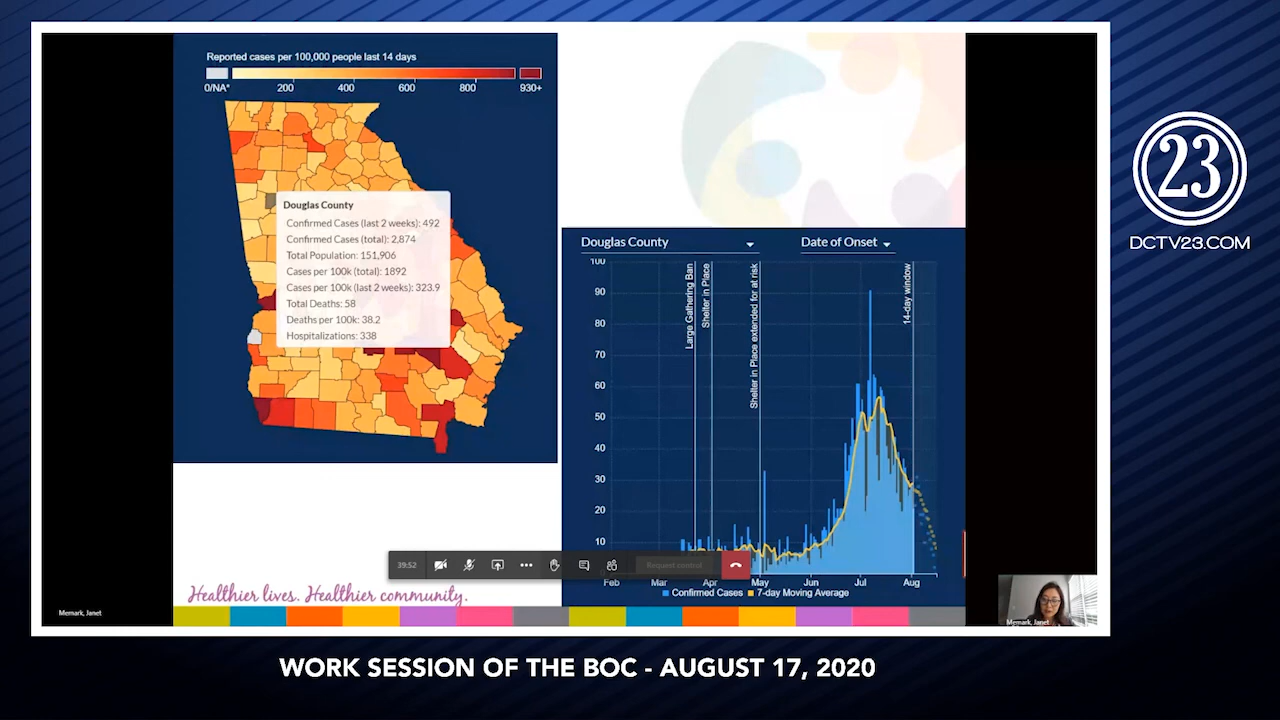 Reported cases per 100,000 people last 14 days
0/NA* 200 400 600 800 930+
Douglas County
Confirmed Cases (last 2 weeks): 492
Confirmed Cases (total): 2,874
Total Population: 151,906
Cases per 100k (total): 1892
Cases per 100k (last 2 weeks): 323.9
Total Deaths: 58
Deaths per 100k: 38.2
Hospitalizations: 338
Healthier lives. Healthier community.
Memark, Janet
Douglas County
Date of Onset
100
90
80
70
60
50
40
30
20
10
Large Gathering Ban
Shelter in Place
Shelter in Place extended for at risk
14-day window
Feb Mar Apr May Jun Jul Aug
Confirmed Cases 7-day Moving Average
39:52
Request control
Memark, Janet
23
DCTV23.COM
WORK SESSION OF THE BOC - AUGUST 17, 2020